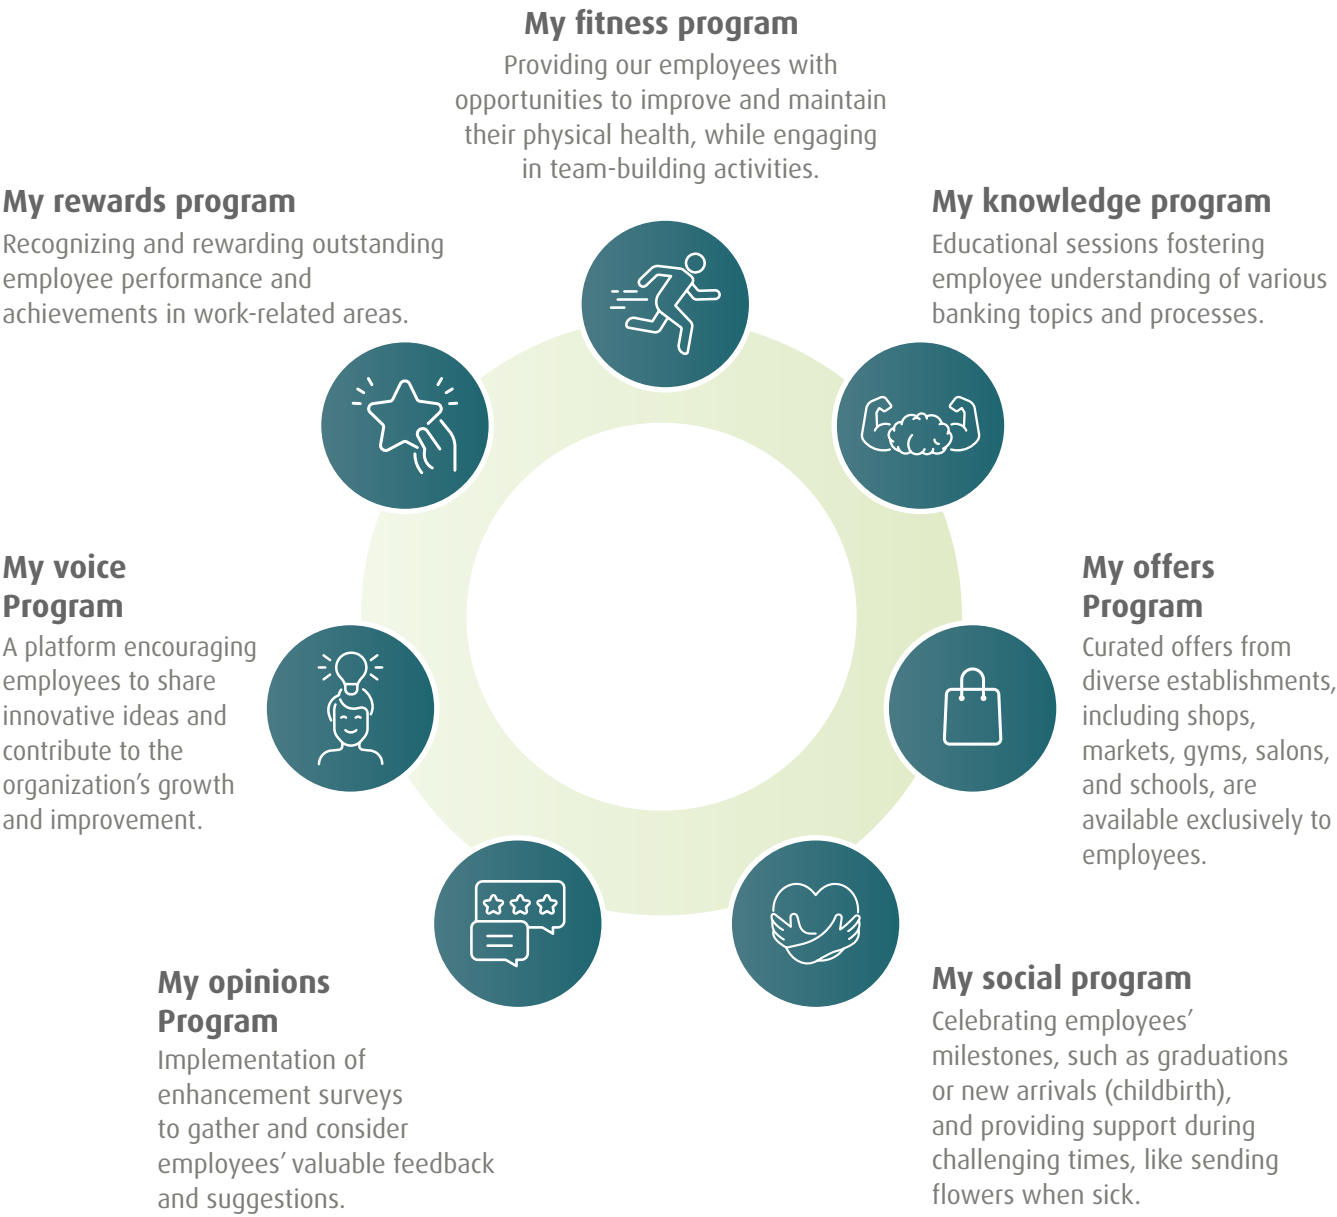 My fitness program
Providing our employees with
opportunities to improve and maintain
their physical health, while engaging
in team-building activities.
My rewards program
Recognizing and rewarding outstanding
employee performance and
achievements in work-related areas.
My knowledge program
Educational sessions fostering
employee understanding of various
banking topics and processes.
My voice
Program
A platform encouraging
employees to share
innovative ideas and
contribute to the
organization’s growth
and improvement.
My offers
Program
Curated offers from
diverse establishments,
including shops,
markets, gyms, salons,
and schools, are
available exclusively to
employees.
My opinions
Program
Implementation of
enhancement surveys
to gather and consider
employees’ valuable feedback
and suggestions.
My social program
Celebrating employees’
milestones, such as graduations
or new arrivals (childbirth),
and providing support during
challenging times, like sending
flowers when sick.